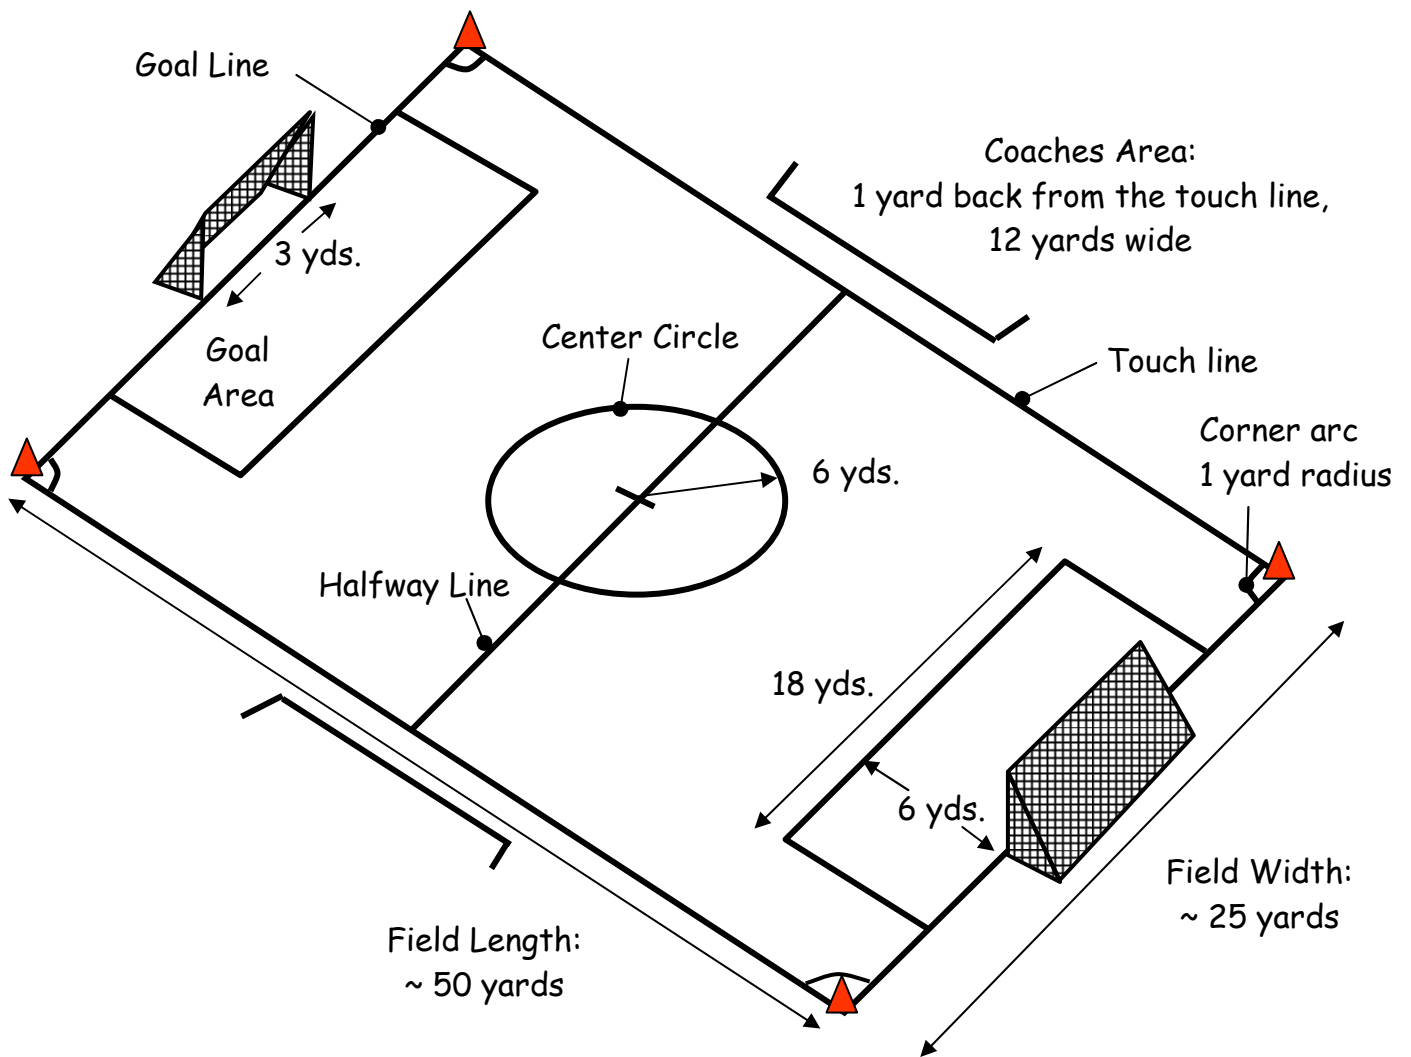 Goal Line
Coaches Area:
1 yard back from the touch line,
12 yards wide
3 yds.
Goal
Area
Center Circle
Touch line
Corner arc
1 yard radius
6 yds.
Halfway Line
18 yds.
6 yds.
Field Width:
~ 25 yards
Field Length:
~ 50 yards